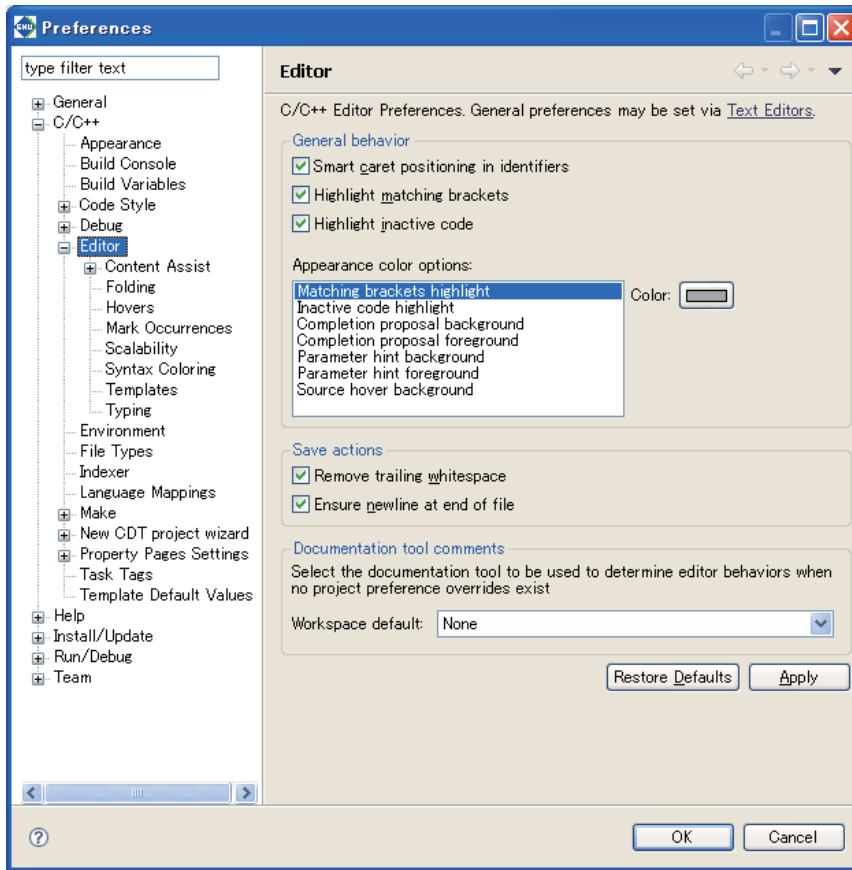 GNU Preferences
type filter text
General
C/C++
Appearance
Build Console
Build Variables
Code Style
Debug
Editor
Content Assist
Folding
Hovers
Mark Occurrences
Scalability
Syntax Coloring
Templates
Typing
Environment
File Types
Indexer
Language Mappings
Make
New CDT project wizard
Property Pages Settings
Task Tags
Template Default Values
Help
Install/Update
Run/Debug
Team
Editor
C/C++ Editor Preferences. General preferences may be set via Text Editors.
General behavior
Smart caret positioning in identifiers
Highlight matching brackets
Highlight inactive code
Appearance color options:
Matching brackets highlight
Inactive code highlight
Completion proposal background
Completion proposal foreground
Parameter hint background
Parameter hint foreground
Source hover background
Color:
Save actions
Remove trailing whitespace
Ensure newline at end of file
Documentation tool comments
Select the documentation tool to be used to determine editor behaviors when
no project preference overrides exist
Workspace default: None
Restore Defaults Apply
? OK Cancel